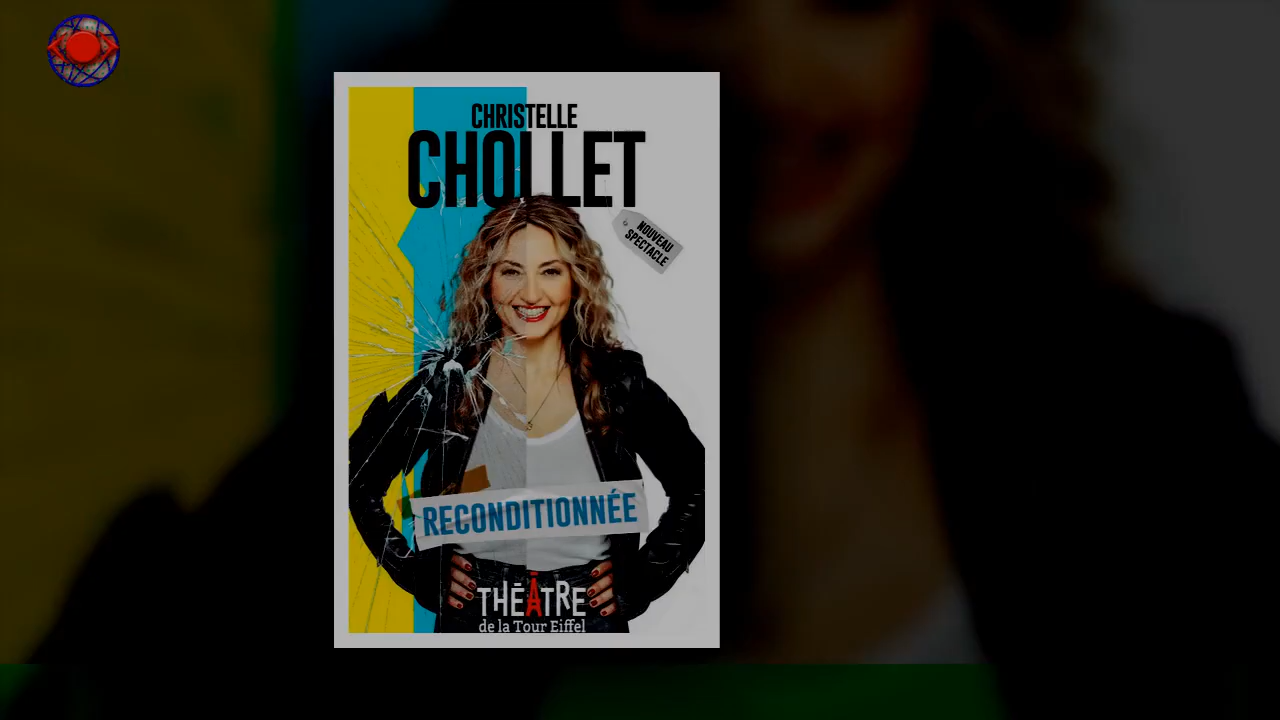 CHRISTELLE
CHOLLET
NOUVEAU
SPECTACLE
RECONDITIONNÉE
THÉÂTRE
de la Tour Eiffel